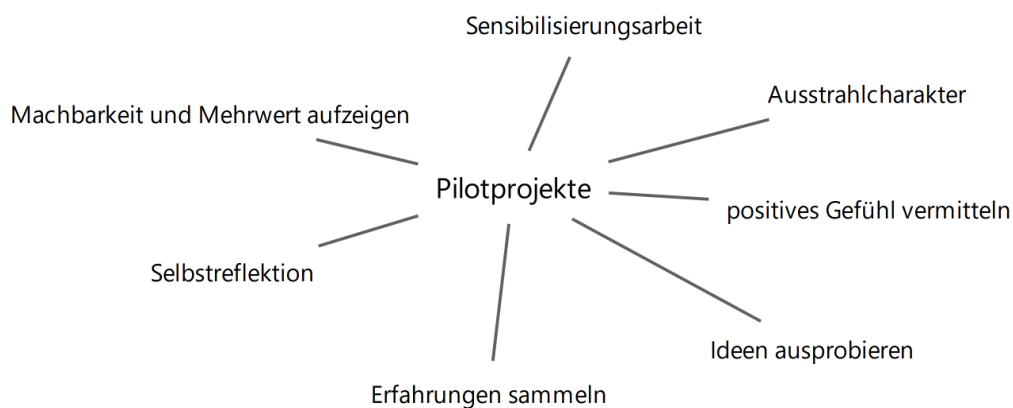 Sensibilisierungsarbeit
Ausstrahlcharakter
Machbarkeit und Mehrwert aufzeigen
Pilotprojekte
positives Gefühl vermitteln
Selbstreflektion
Ideen ausprobieren
Erfahrungen sammeln